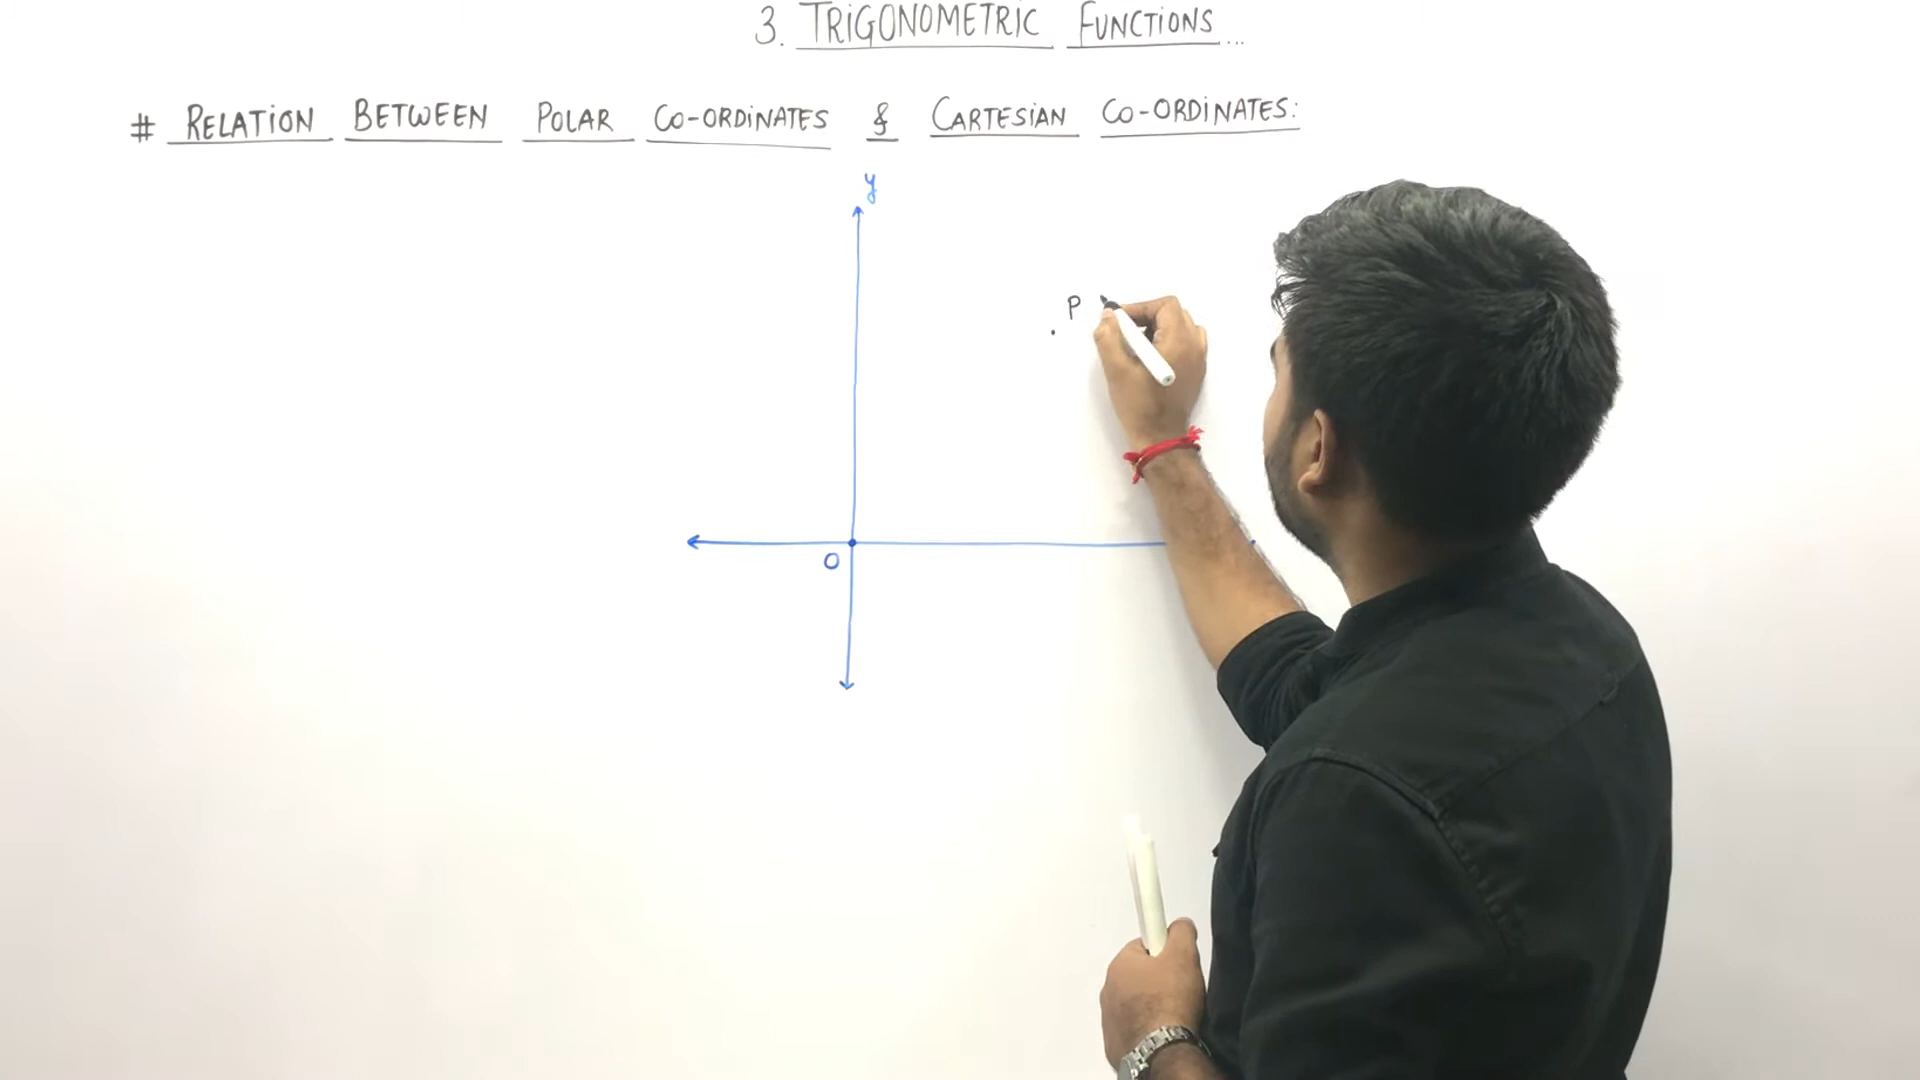 3. TRIGONOMETRIC FUNCTIONS...
# RELATION BETWEEN POLAR CO-ORDINATES & CARTESIAN CO-ORDINATES:
y
P
O